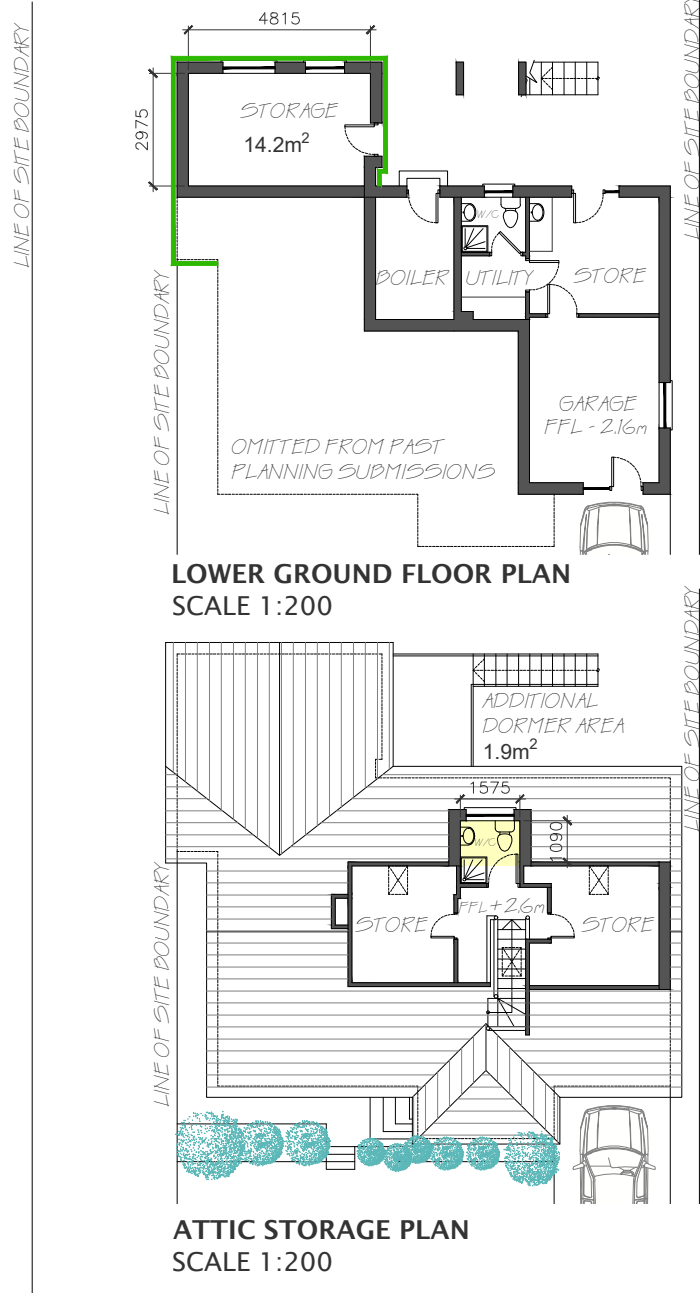 4815
LINE OF SITE BOUNDARY
LINE OF SITE BOUNDARY
2975
STORAGE
14.2m²
W/C
BOILER
UTILITY
STORE
LINE OF SITE BOUNDARY
GARAGE
FFL - 2.16m
OMITTED FROM PAST
PLANNING SUBMISSIONS
LOWER GROUND FLOOR PLAN
SCALE 1:200
LINE OF SITE BOUNDARY
ADDITIONAL
DORMER AREA
1.9m²
1575
1090
W/C
LINE OF SITE BOUNDARY
STORE
FFL + 2.6m
STORE
ATTIC STORAGE PLAN
SCALE 1:200